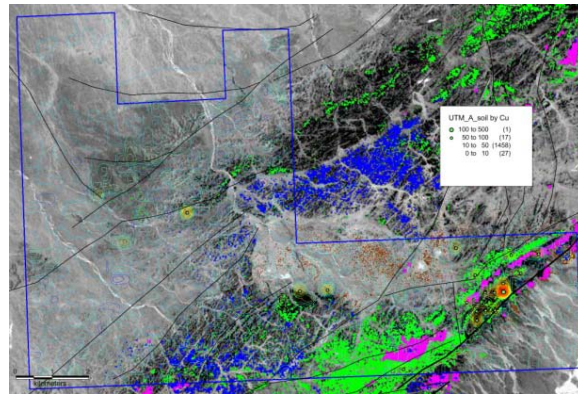 UTM_A_soil by Cu
100 to 500 (1)
50 to 100 (17)
10 to 50 (1458)
0 to 10 (27)
kilometers